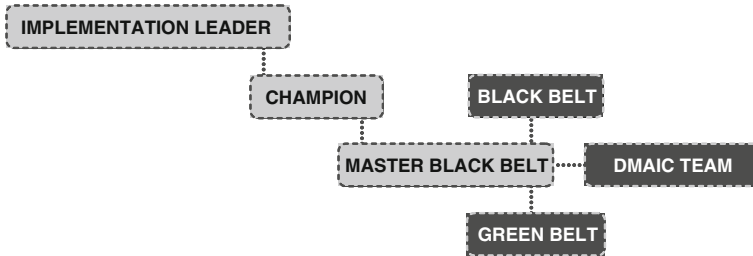 IMPLEMENTATION LEADER
CHAMPION
BLACK BELT
MASTER BLACK BELT
DMAIC TEAM
GREEN BELT